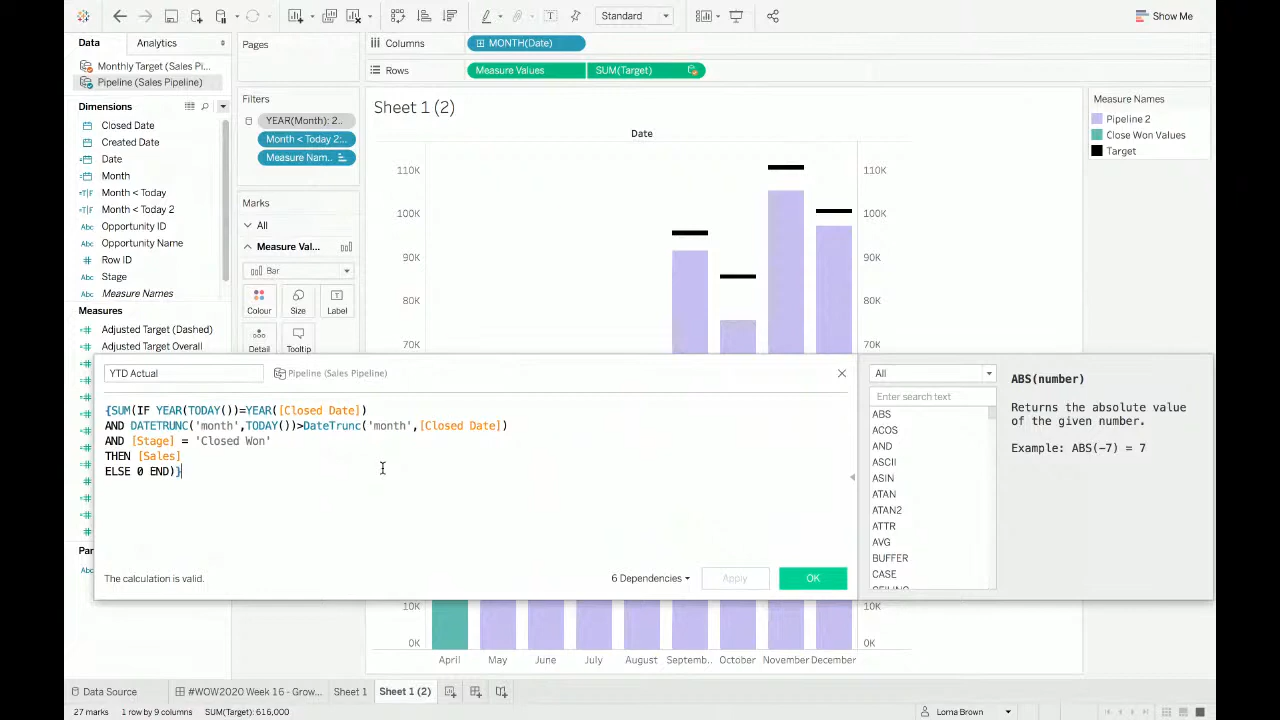 Standard
Show Me
Data
Analytics
Pages
Columns
MONTH(Date)
Monthly Target (Sales Pi...
Pipeline (Sales Pipeline)
Rows
Measure Values
SUM(Target)
Dimensions
Closed Date
Created Date
Date
Month
Month < Today
Month < Today 2
Opportunity ID
Opportunity Name
Row ID
Stage
Measure Names
Measures
Adjusted Target (Dashed)
Adjusted Target Overall
Filters
YEAR(Month): 2..
Month < Today 2:..
Measure Nam..
Marks
All
Measure Val...
Bar
Colour
Size
Label
Detail
Tooltip
Sheet 1 (2)
Date
110K
100K
90K
80K
70K
110K
100K
90K
80K
70K
Measure Names
Pipeline 2
Close Won Values
Target
YTD Actual
Pipeline (Sales Pipeline)
{SUM(IF YEAR(TODAY())=YEAR([Closed Date])
AND DATETRUNC('month',TODAY())>DateTrunc('month',[Closed Date])
AND [Stage] = 'Closed Won'
THEN [Sales]
ELSE 0 END)}
The calculation is valid.
6 Dependencies
Apply
OK
All
Enter search text
ABS
ACOS
AND
ASCII
ASIN
ATAN
ATAN2
ATTR
AVG
BUFFER
CASE
CEILING
ABS(number)
Returns the absolute value
of the given number.
Example: ABS(-7) = 7
10K
0K
10K
0K
April
May
June
July
August
Septemb..
October
November
December
Data Source
#WOW2020 Week 16 - Grow...
Sheet 1
Sheet 1 (2)
27 marks
1 row by 9 columns
SUM(Target): 616,000
Lorna Brown